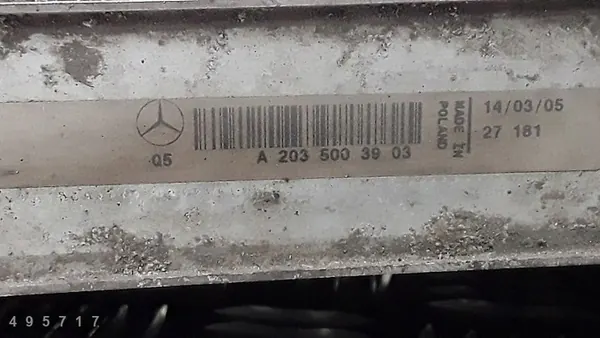 Q5
A 203 500 39 03
MADE IN
POLAND
14/03/05
27 181
495717